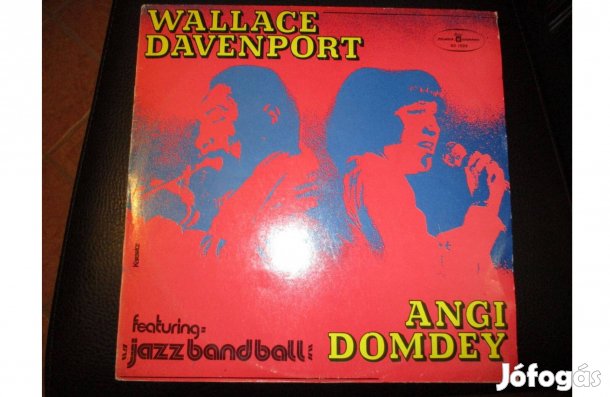 WALLACE
DAVENPORT
featuring:
"jazz band ball"
ANGI
DOMDEY
Jófogás